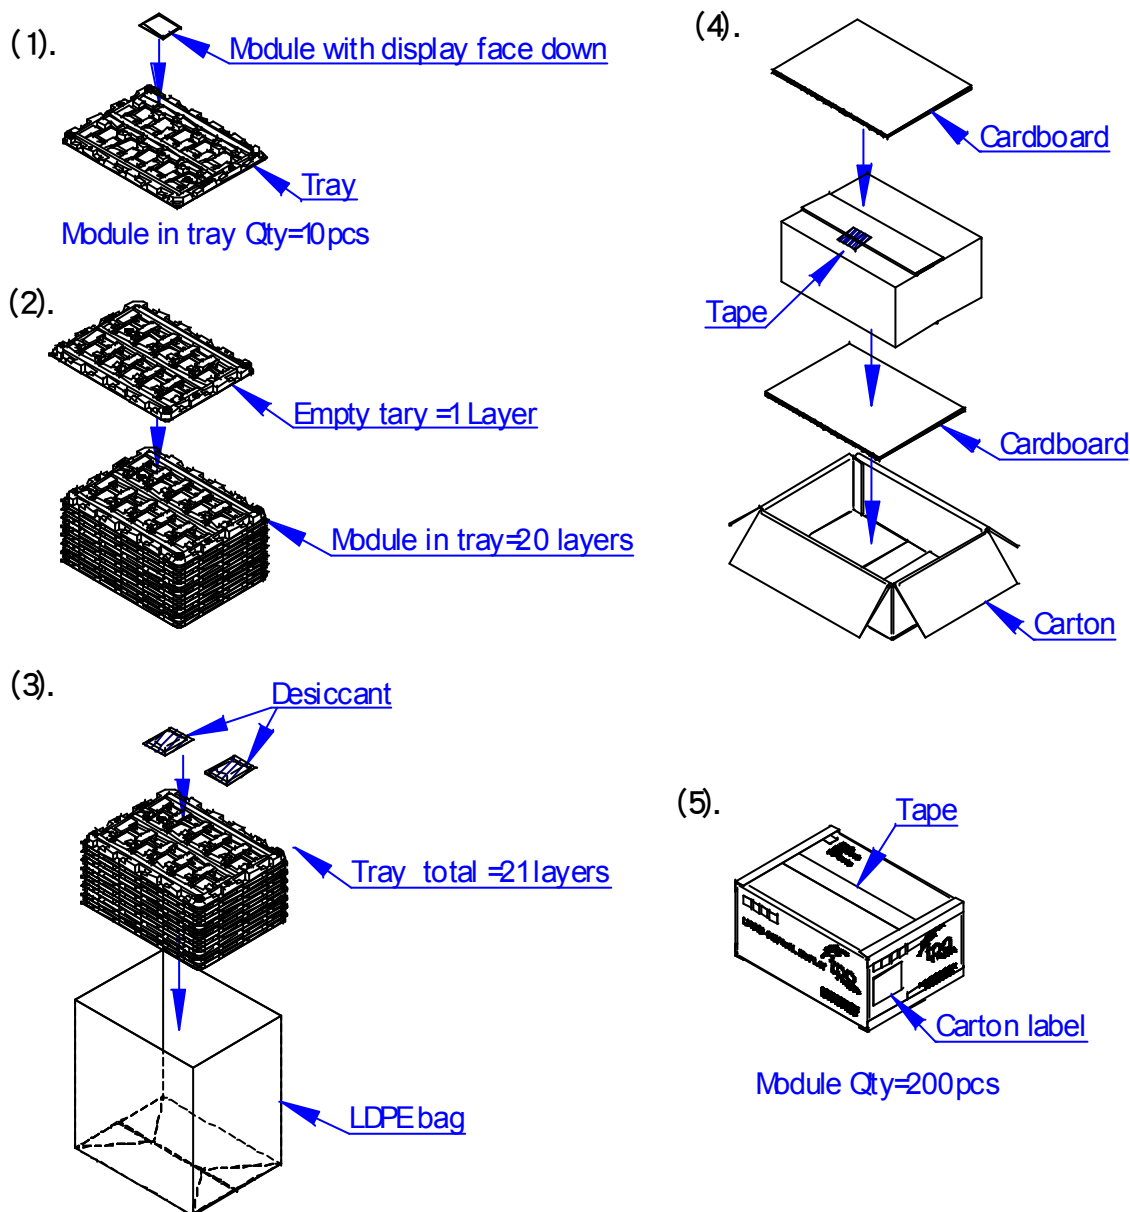 (1).
Module with display face down
Tray
Module in tray Qty=10pcs
(2).
Empty tary =1 Layer
Module in tray=20 layers
(3).
Desiccant
Tray total =21 layers
LDPE bag
(4).
Cardboard
Tape
Cardboard
Carton
(5).
Tape
Carton label
Module Qty=200pcs